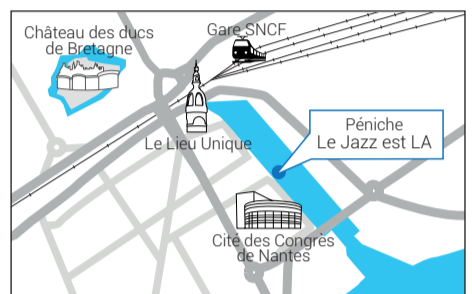 Château des ducs
de Bretagne
Gare SNCF
Le Lieu Unique
Péniche
Le Jazz est LA
Cité des Congrès
de Nantes